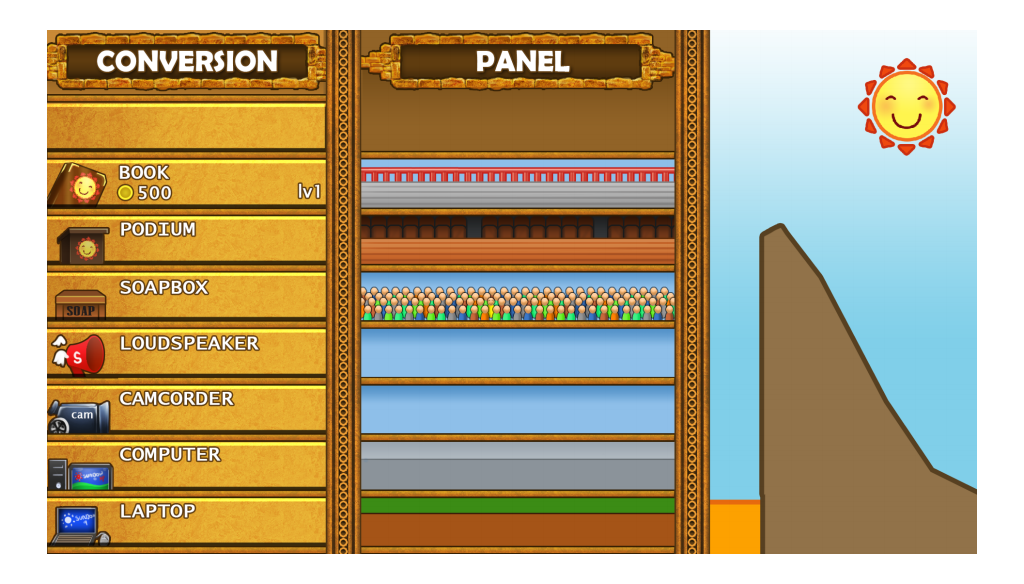 CONVERSION
PANEL
BOOK
500
lv1
PODIUM
SOAPBOX
SOAP
LOUDSPEAKER
S
CAMCORDER
cam
COMPUTER
LAPTOP